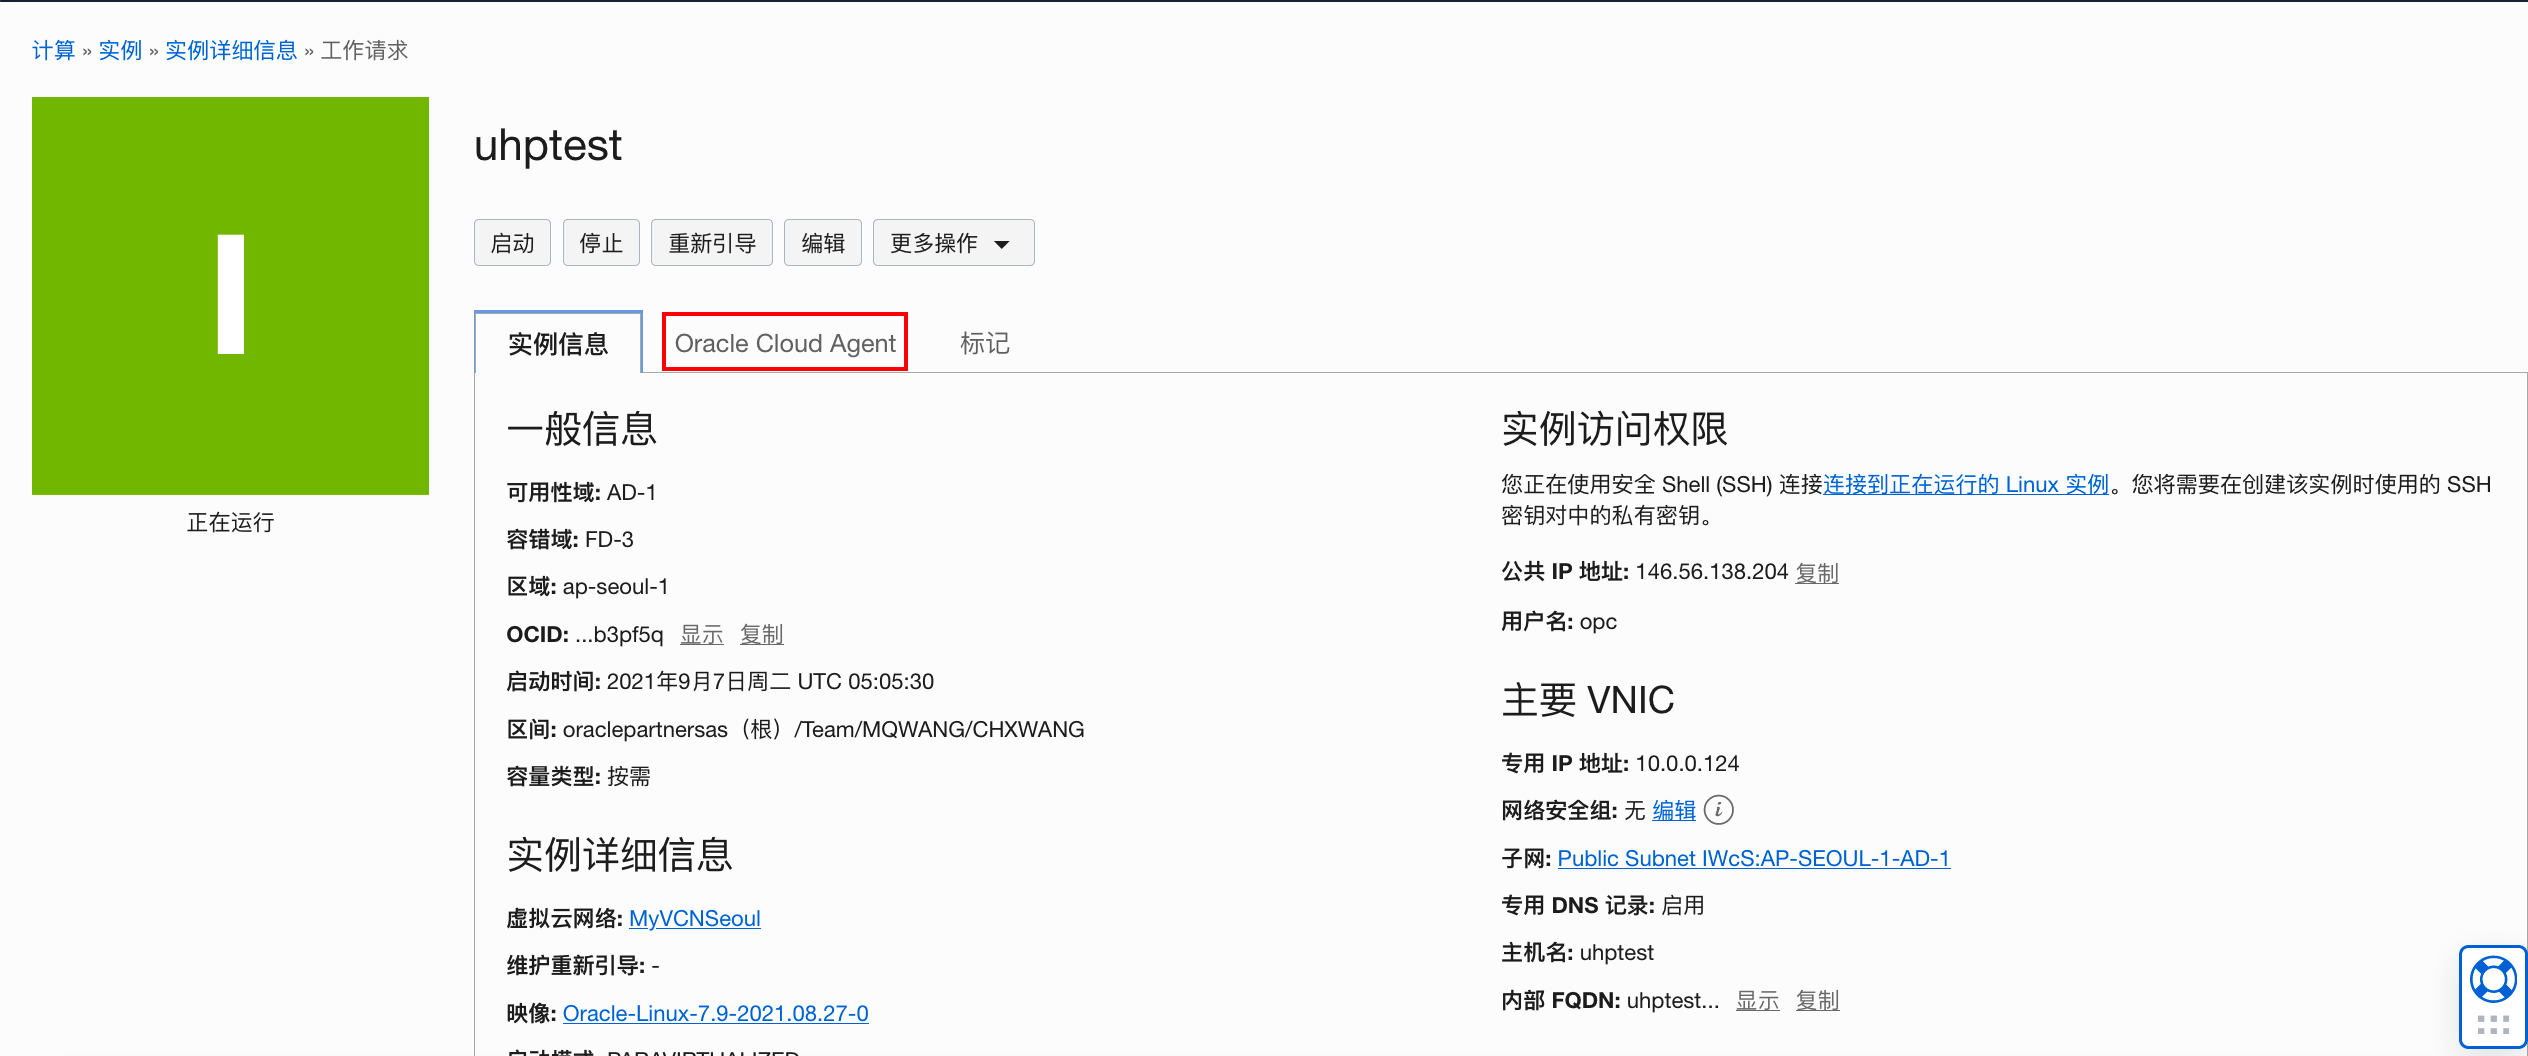 计算 » 实例 » 实例详细信息 » 工作请求
I
正在运行
uhptest
启动 停止 重新引导 编辑 更多操作
实例信息 Oracle Cloud Agent 标记
一般信息
可用性域: AD-1
容错域: FD-3
区域: ap-seoul-1
OCID: ...b3pf5q 显示 复制
启动时间: 2021年9月7日周二 UTC 05:05:30
区间: oraclepartnersas（根）/Team/MQWANG/CHXWANG
容量类型: 按需
实例详细信息
虚拟云网络: MyVCNSeoul
维护重新引导: -
映像: Oracle-Linux-7.9-2021.08.27-0
启动模式: PARAVIRTUALIZED
实例访问权限
您正在使用安全 Shell (SSH) 连接连接到正在运行的 Linux 实例。您将需要在创建该实例时使用的 SSH
密钥对中的私有密钥。
公共 IP 地址: 146.56.138.204 复制
用户名: opc
主要 VNIC
专用 IP 地址: 10.0.0.124
网络安全组: 无 编辑 i
子网: Public Subnet IWcS:AP-SEOUL-1-AD-1
专用 DNS 记录: 启用
主机名: uhptest
内部 FQDN: uhptest... 显示 复制